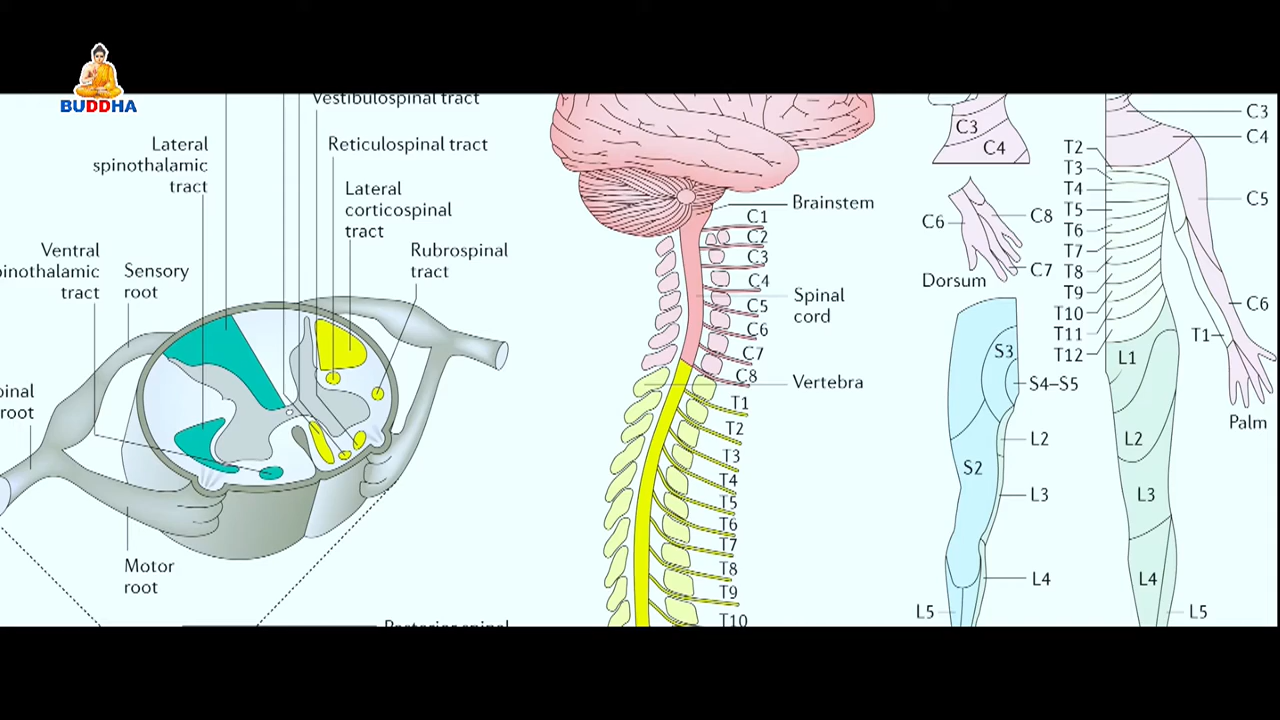 BUDDHA
Vestibulospinal tract
Lateral
spinothalamic
tract
Reticulospinal tract
Lateral
corticospinal
tract
Ventral
pinothalamic
tract
Sensory
root
Rubrospinal
tract
root
Motor
root
Brainstem
C1
C2
C3
C4
C5
C6
C7
C8
Spinal
cord
Vertebra
T1
T2
T3
T4
T5
T6
T7
T8
T9
T10
C3
C4
C6
C8
C7
Dorsum
S3
S4–S5
L2
S2
L3
L4
L5
C3
C4
T2
T3
T4
T5
T6
T7
T8
T9
T10
T11
T12
C5
C6
T1
Palm
L1
L2
L3
L4
L5